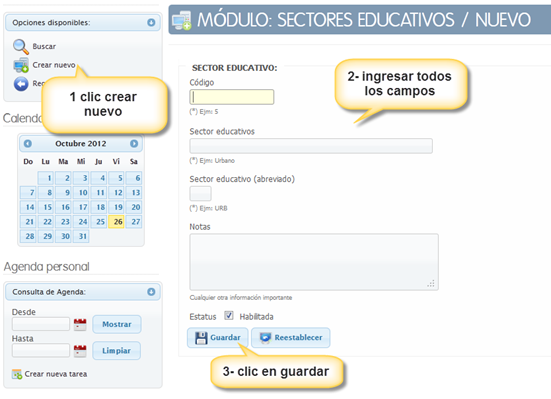 Opciones disponibles:
Buscar
Crear nuevo
Re
1 clic crear
nuevo
Calenda
Octubre 2012
Do Lu Ma Mi Ju Vi Sa
1 2 3 4 5 6
7 8 9 10 11 12 13
14 15 16 17 18 19 20
21 22 23 24 25 26 27
28 29 30 31
Agenda personal
Consulta de Agenda:
Desde
Mostrar
Hasta
Limpiar
Crear nueva tarea
MÓDULO: SECTORES EDUCATIVOS / NUEVO
SECTOR EDUCATIVO:
2- ingresar todos
los campos
Código
(*) Ejm: 5
Sector educativos
(*) Ejm: Urbano
Sector educativo (abreviado)
(*) Ejm: URB
Notas
Cualquier otra información importante
Estatus Habilitada
Guardar Reestablecer
3- clic en guardar